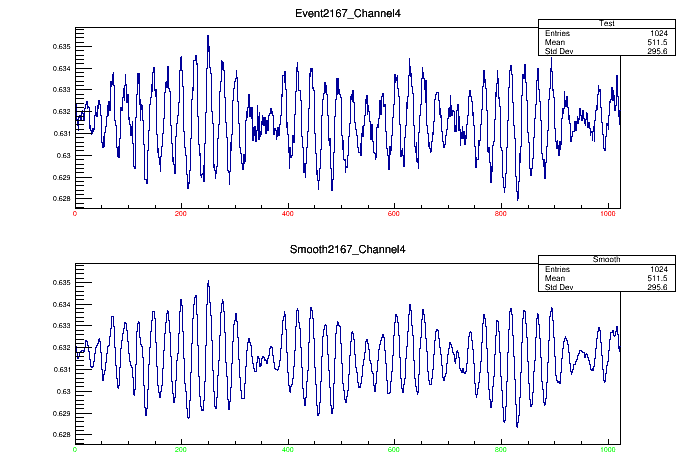 Event2167_Channel4
Test
Entries 1024
Mean 511.5
Std Dev 295.6
0.635
0.634
0.633
0.632
0.631
0.63
0.629
0.628
0 200 400 600 800 1000
Smooth2167_Channel4
Smooth
Entries 1024
Mean 511.5
Std Dev 295.6
0.635
0.634
0.633
0.632
0.631
0.63
0.629
0.628
0 200 400 600 800 1000